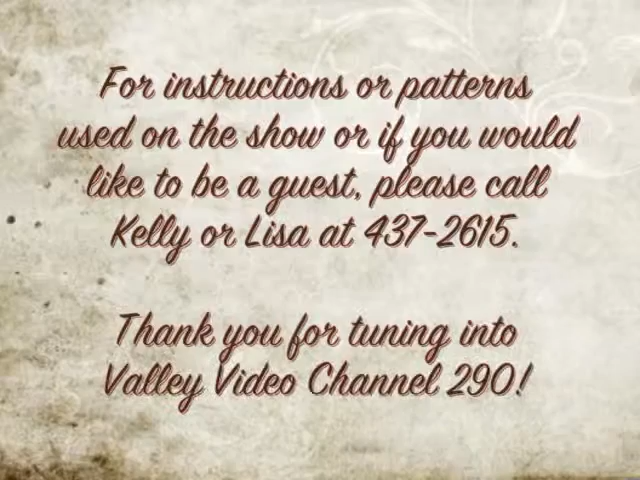 For instructions or patterns
used on the show or if you would
like to be a guest, please call
Kelly or Lisa at 437-2615.
Thank you for tuning into
Valley Video Channel 290!